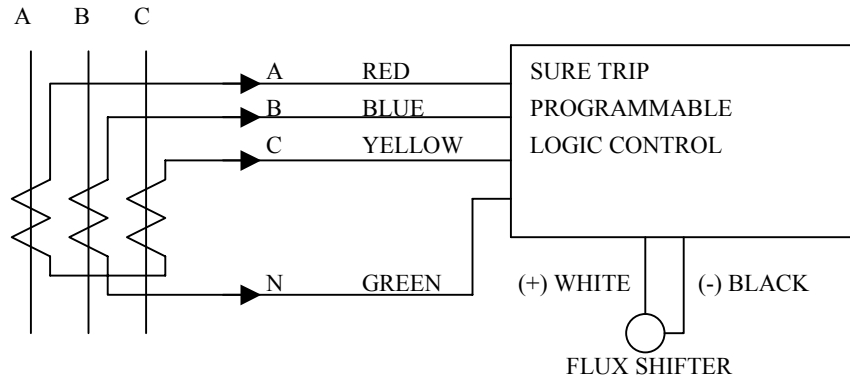 A B C
A RED SURE TRIP
B BLUE PROGRAMMABLE
C YELLOW LOGIC CONTROL
N GREEN (+) WHITE (-) BLACK
FLUX SHIFTER